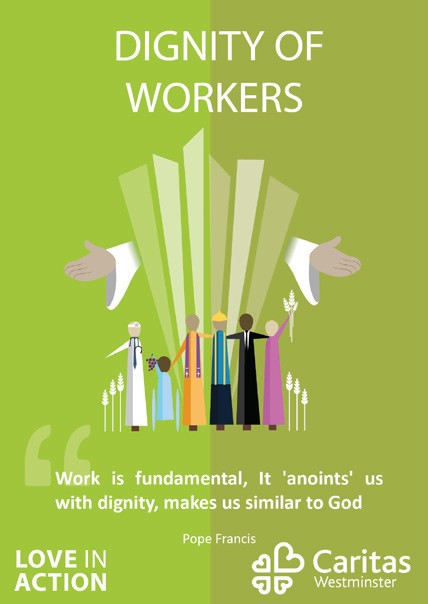 DIGNITY OF
WORKERS
“
Work is fundamental, It 'anoints' us
with dignity, makes us similar to God
Pope Francis
LOVE IN
ACTION
Caritas
Westminster